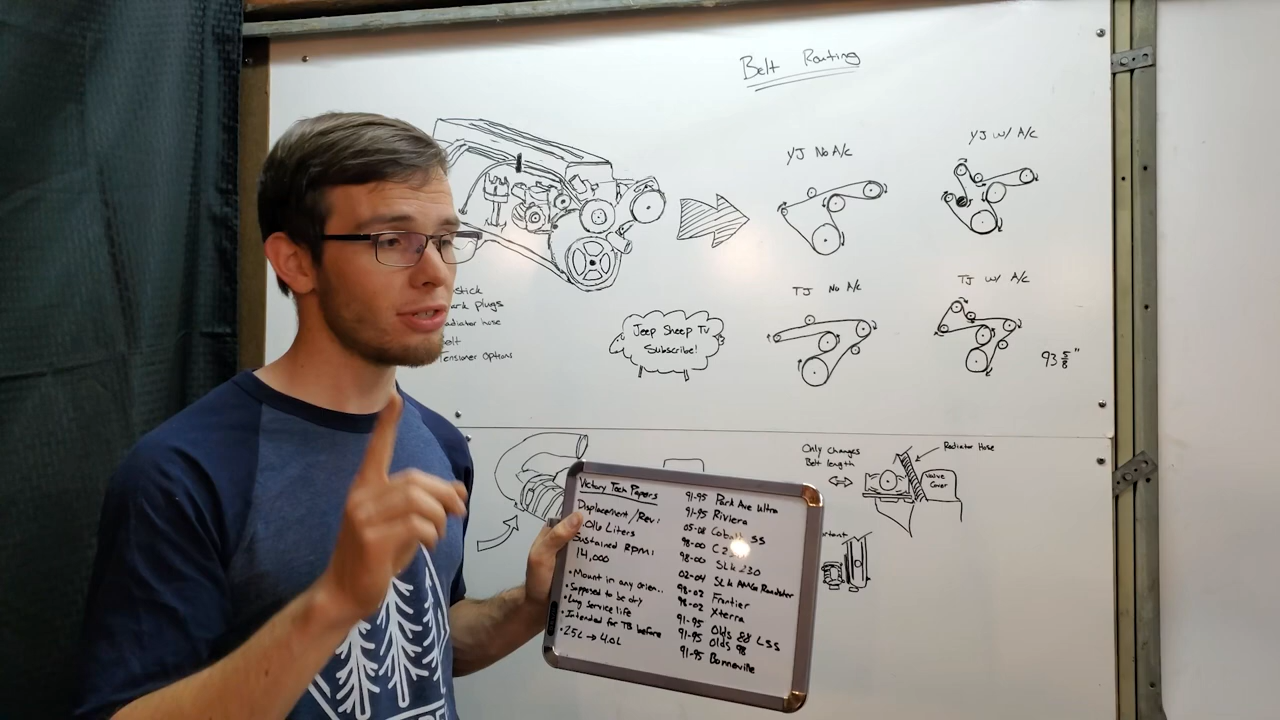 Belt Routing
YJ No A/c
YJ W/ A/c
TJ No A/c
TJ W/ A/c
93 5/8"
stick
plugs
adiator hose
elt
Tensioner Options
Jeep Sheep Tv
Subscribe!
Only Changes
Belt length
Radiator Hose
Valve
Cover
rtant
Victory Tech Papers
Displacement/Rev:
Liters
Sustained Rpm:
14,000
• Mount in any orien..
• Supposed to be dry
• Long service life
• Intended for TB before
• 2.5L → 4.0L
91-95 Park Ave Ultra
91-95 Riviera
05-08 Cobalt SS
98-00 C230
98-00 SLK 230
02-04 SLK AMG Roadster
98-02 Frontier
98-02 Xterra
91-95 Olds 88 LSS
91-95 Olds 98
91-95 Bonneville